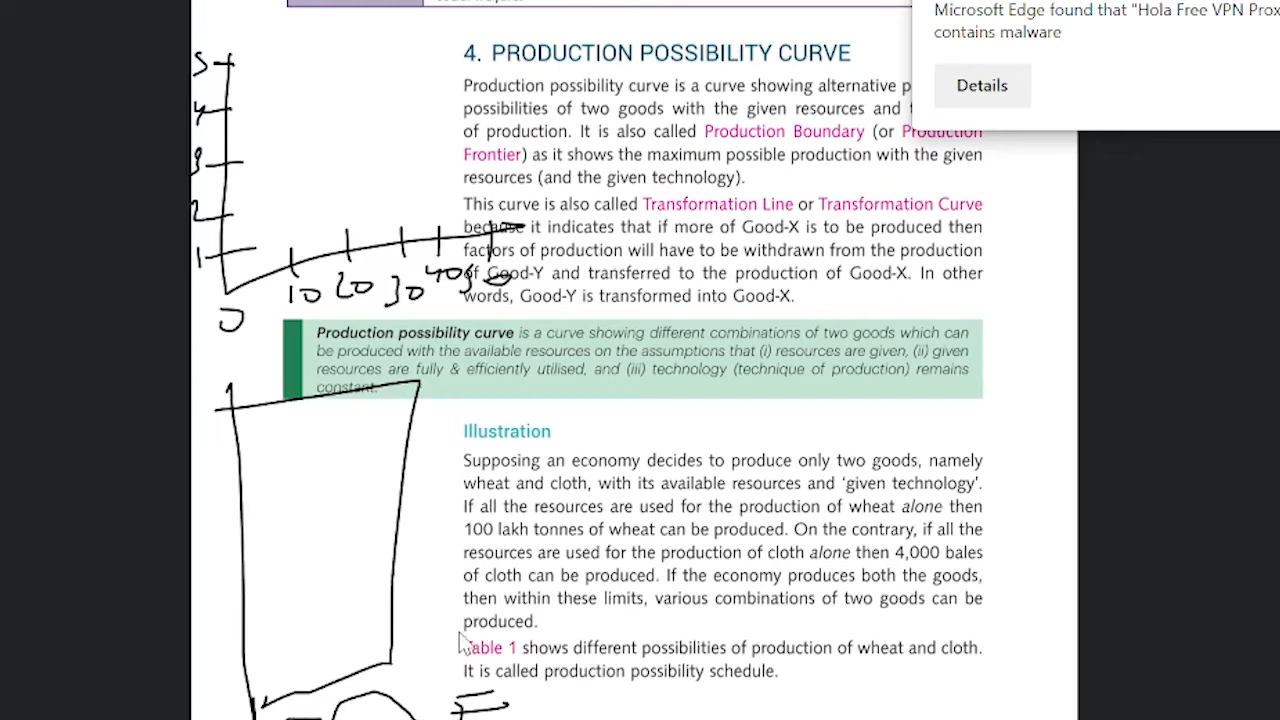 Microsoft Edge found that "Hola Free VPN Prox
contains malware
Details
4. PRODUCTION POSSIBILITY CURVE
Production possibility curve is a curve showing alternative p
possibilities of two goods with the given resources and
of production. It is also called Production Boundary (or Production
Frontier) as it shows the maximum possible production with the given
resources (and the given technology).
This curve is also called Transformation Line or Transformation Curve
because it indicates that if more of Good-X is to be produced then
factors of production will have to be withdrawn from the production
of Good-Y and transferred to the production of Good-X. In other
words, Good-Y is transformed into Good-X.
5
4
3
2
1
0
10 20 30 40 50
Production possibility curve is a curve showing different combinations of two goods which can
be produced with the available resources on the assumptions that (i) resources are given, (ii) given
resources are fully & efficiently utilised, and (iii) technology (technique of production) remains
constant.
Illustration
Supposing an economy decides to produce only two goods, namely
wheat and cloth, with its available resources and ‘given technology’.
If all the resources are used for the production of wheat alone then
100 lakh tonnes of wheat can be produced. On the contrary, if all the
resources are used for the production of cloth alone then 4,000 bales
of cloth can be produced. If the economy produces both the goods,
then within these limits, various combinations of two goods can be
produced.
Table 1 shows different possibilities of production of wheat and cloth.
It is called production possibility schedule.